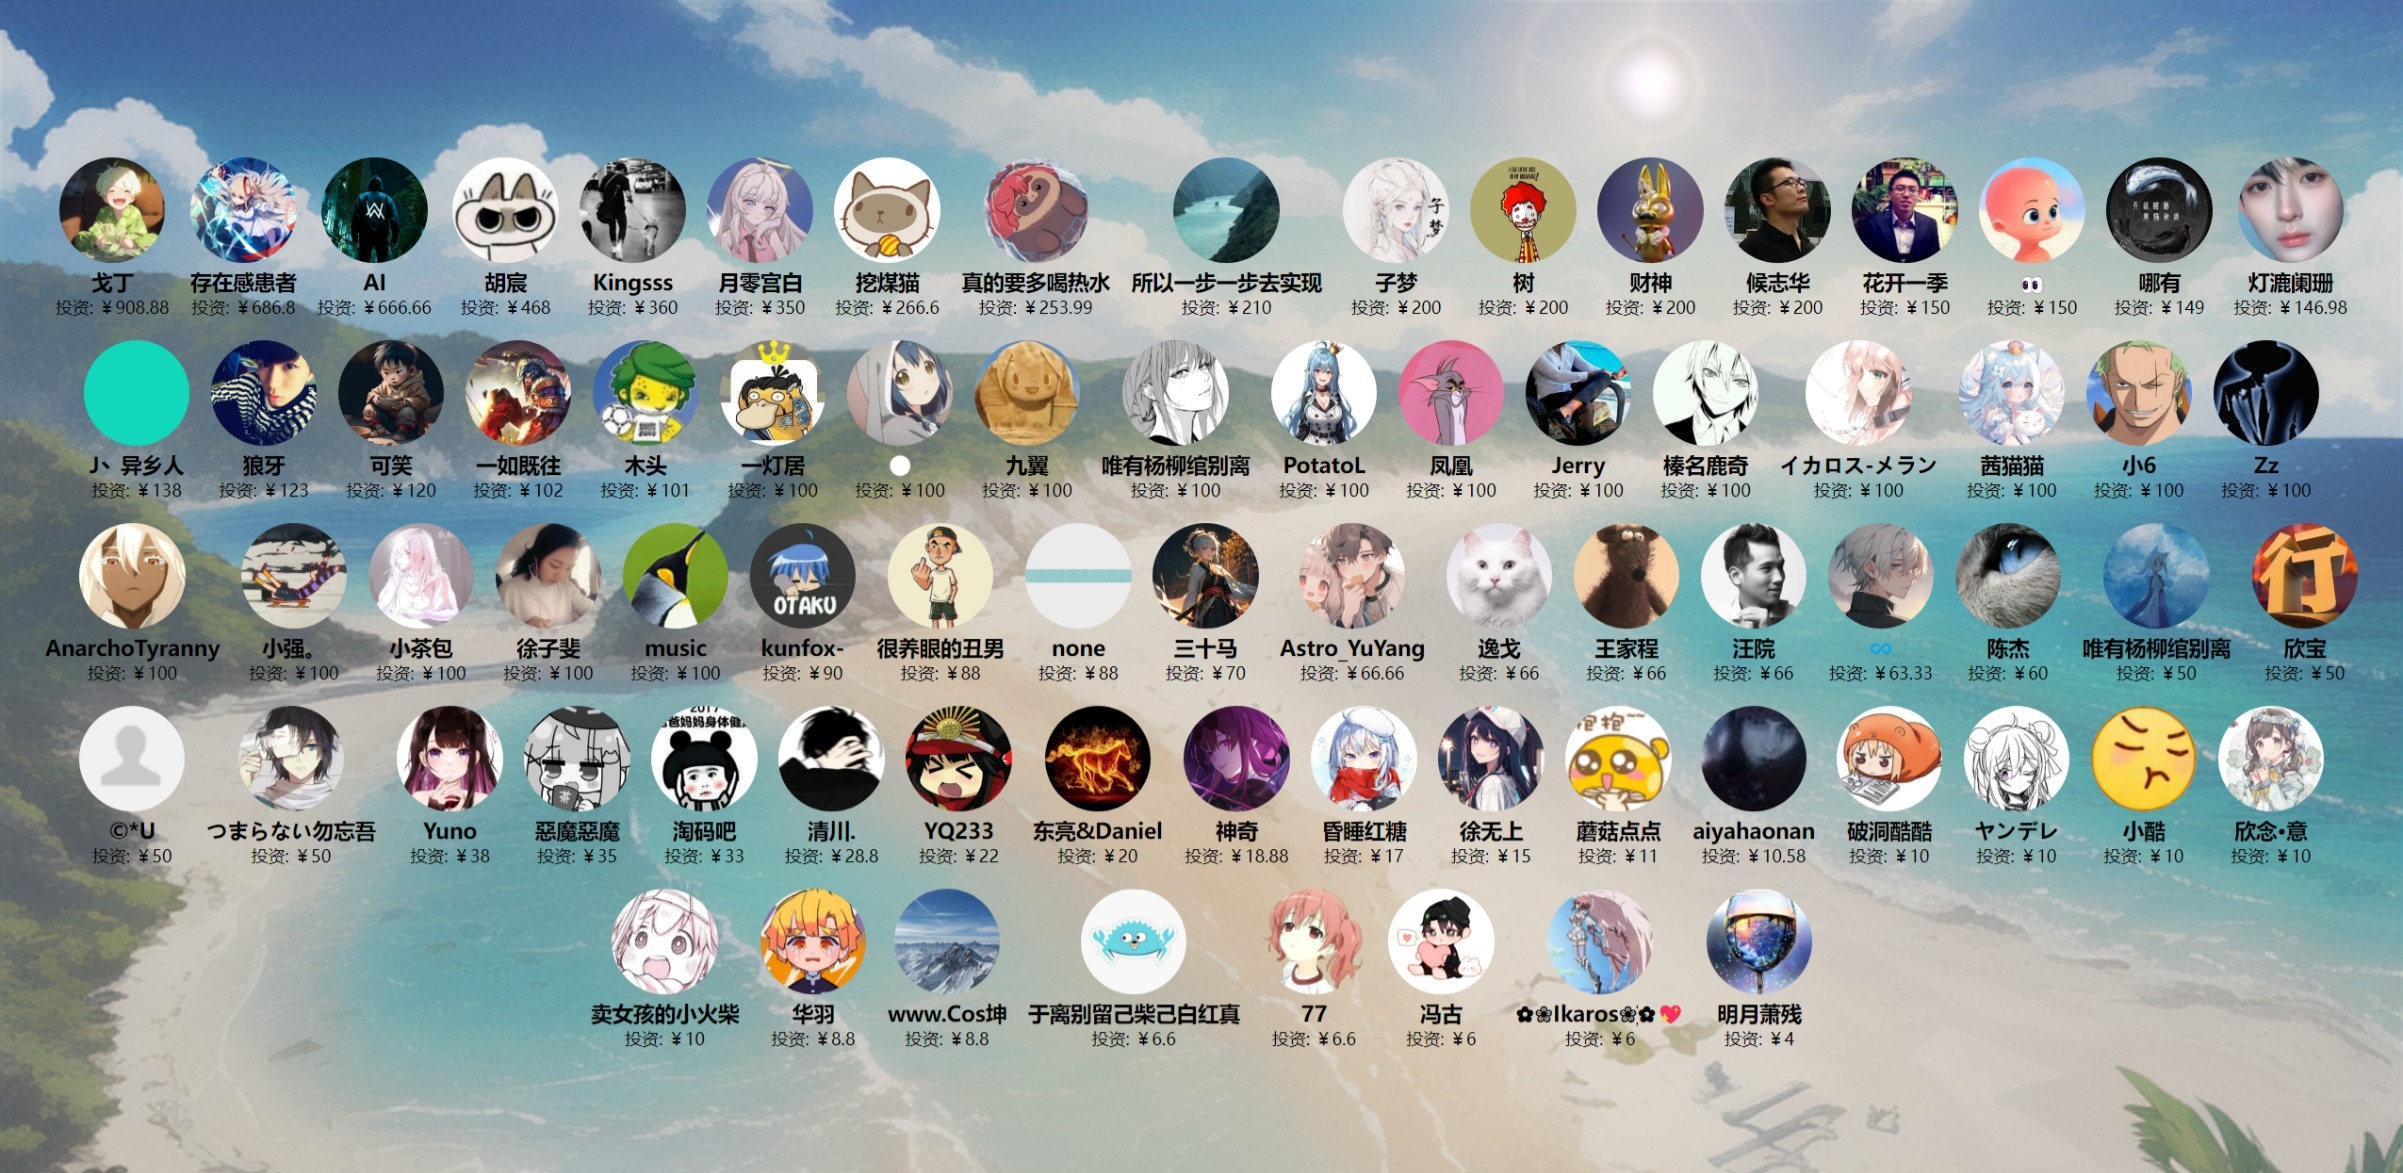 戈丁
投资: ¥908.88
存在感患者
投资: ¥686.8
AI
投资: ¥666.66
胡宸
投资: ¥468
Kingsss
投资: ¥360
月零宫白
投资: ¥350
挖煤猫
投资: ¥266.6
真的要多喝热水
投资: ¥253.99
所以一步一步去实现
投资: ¥210
子梦
子梦
投资: ¥200
树
投资: ¥200
财神
投资: ¥200
候志华
投资: ¥200
花开一季
投资: ¥150
👀
投资: ¥150
哪有
投资: ¥149
灯漉阑珊
投资: ¥146.98
J丶异乡人
投资: ¥138
狼牙
投资: ¥123
可笑
投资: ¥120
一如既往
投资: ¥102
木头
投资: ¥101
一灯居
投资: ¥100
投资: ¥100
九翼
投资: ¥100
唯有杨柳绾别离
投资: ¥100
PotatoL
投资: ¥100
凤凰
投资: ¥100
Jerry
投资: ¥100
榛名鹿奇
投资: ¥100
イカロス-メラン
投资: ¥100
茜猫猫
投资: ¥100
小6
投资: ¥100
Zz
投资: ¥100
AnarchoTyranny
投资: ¥100
小强。
投资: ¥100
小茶包
投资: ¥100
徐子斐
投资: ¥100
music
投资: ¥100
OTAKU
kunfox-
投资: ¥90
很养眼的丑男
投资: ¥88
none
投资: ¥88
三十马
投资: ¥70
Astro_YuYang
投资: ¥66.66
逸戈
投资: ¥66
王家程
投资: ¥66
汪院
投资: ¥66
∞
投资: ¥63.33
陈杰
投资: ¥60
唯有杨柳绾别离
投资: ¥50
行
欣宝
投资: ¥50
©*U
投资: ¥50
つまらない勿忘吾
投资: ¥50
Yuno
投资: ¥38
茶
惡魔惡魔
投资: ¥35
2017
爸妈妈身体健
淘码吧
投资: ¥33
清川.
投资: ¥28.8
YQ233
投资: ¥22
东亮&Daniel
投资: ¥20
神奇
投资: ¥18.88
昏睡红糖
投资: ¥17
徐无上
投资: ¥15
抱抱
蘑菇点点
投资: ¥11
aiyahaonan
投资: ¥10.58
破洞酷酷
投资: ¥10
ヤンデレ
投资: ¥10
小酷
投资: ¥10
欣念•意
投资: ¥10
卖女孩的小火柴
投资: ¥10
华羽
投资: ¥8.8
www.Cos坤
投资: ¥8.8
于离别留己柴己白红真
投资: ¥6.6
77
投资: ¥6.6
冯古
投资: ¥6
✿❀Ikaros❀✿💖
投资: ¥6
明月萧残
投资: ¥4